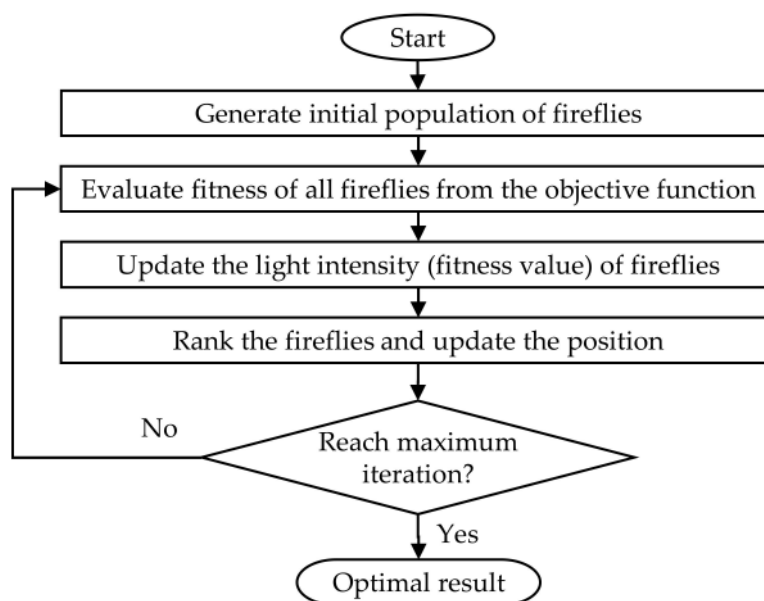 Start
Generate initial population of fireflies
Evaluate fitness of all fireflies from the objective function
Update the light intensity (fitness value) of fireflies
Rank the fireflies and update the position
No
Reach maximum
iteration?
Yes
Optimal result